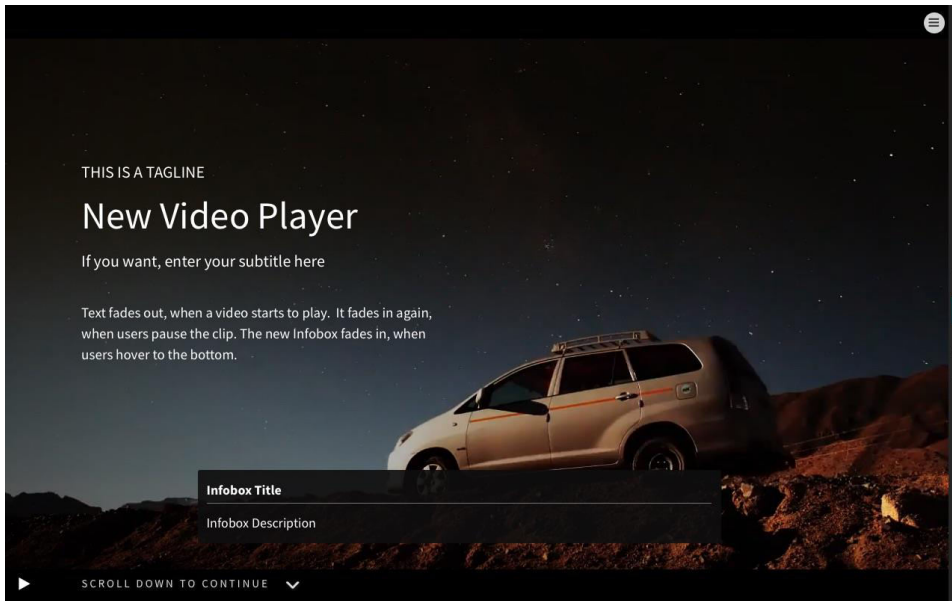 THIS IS A TAGLINE
New Video Player
If you want, enter your subtitle here
Text fades out, when a video starts to play. It fades in again,
when users pause the clip. The new Infobox fades in, when
users hover to the bottom.
Infobox Title
Infobox Description
SCROLL DOWN TO CONTINUE